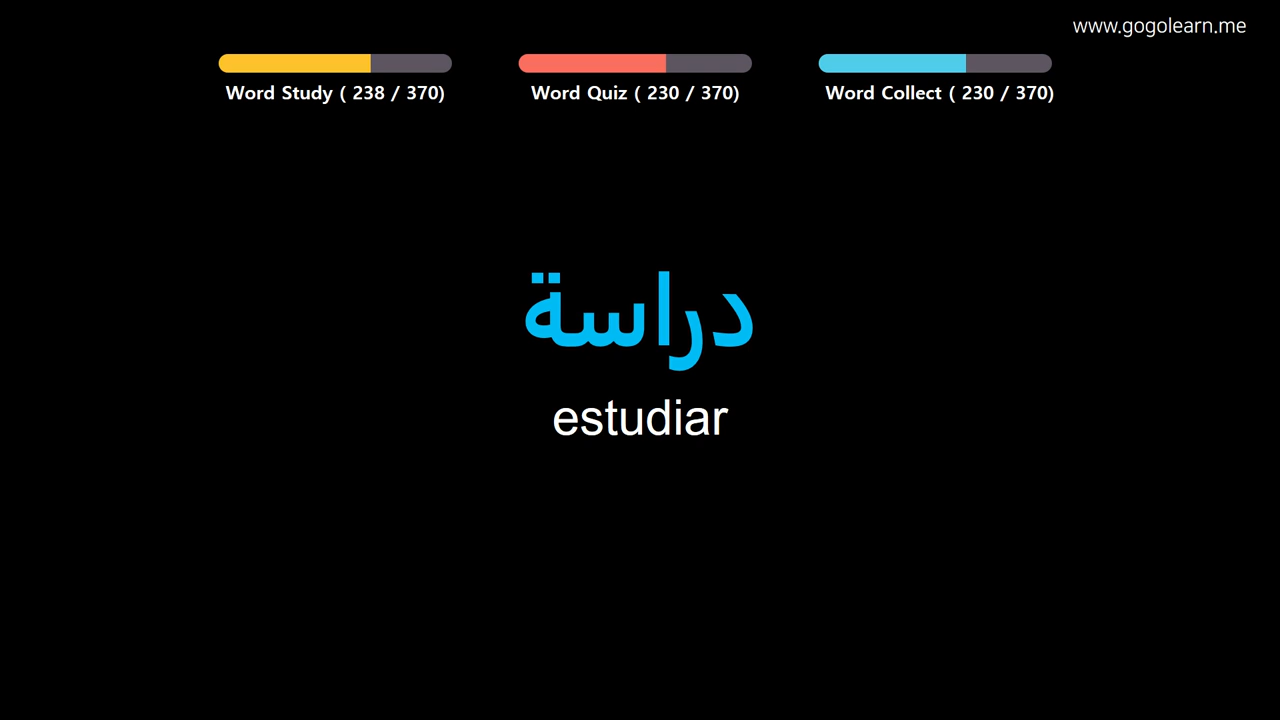 www.gogolearn.me
Word Study ( 238 / 370)
Word Quiz ( 230 / 370)
Word Collect ( 230 / 370)
دراسة
estudiar